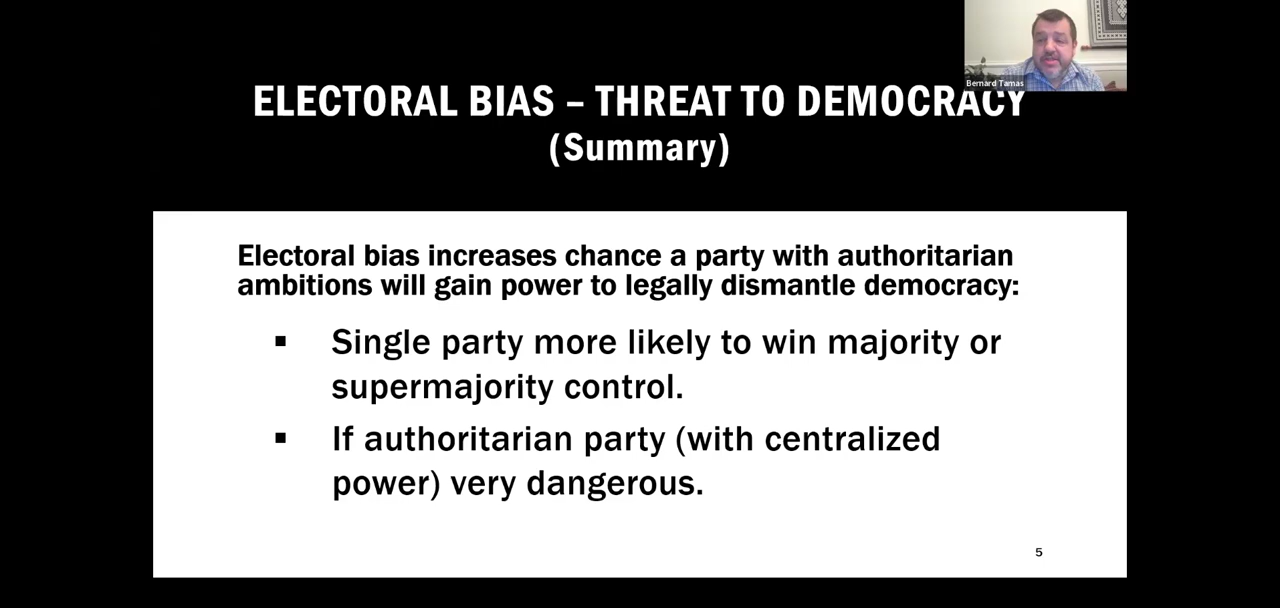 Bernard Tamas
ELECTORAL BIAS – THREAT TO DEMOCRACY
(Summary)
Electoral bias increases chance a party with authoritarian
ambitions will gain power to legally dismantle democracy:
▪ Single party more likely to win majority or
supermajority control.
▪ If authoritarian party (with centralized
power) very dangerous.
5